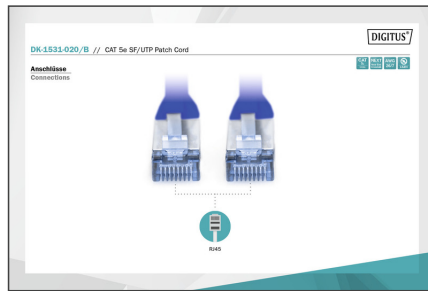 DIGITUS®
DK-1531-020/B // CAT 5e SF/UTP Patch Cord
Anschlüsse
Connections
RJ45